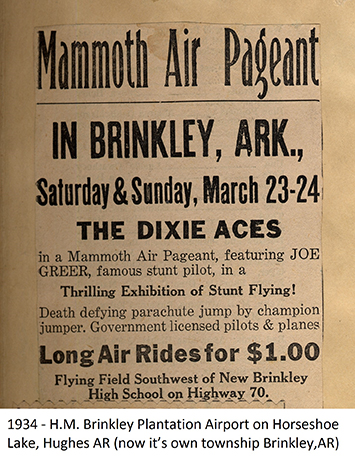 Mammoth Air Pageant
IN BRINKLEY, ARK.,
Saturday & Sunday, March 23-24
THE DIXIE ACES
in a Mammoth Air Pageant, featuring JOE
GREER, famous stunt pilot, in a
Thrilling Exhibition of Stunt Flying!
Death defying parachute jump by champion
jumper. Government licensed pilots & planes
Long Air Rides for $1.00
Flying Field Southwest of New Brinkley
High School on Highway 70.
1934 - H.M. Brinkley Plantation Airport on Horseshoe
Lake, Hughes AR (now it's own township Brinkley,AR)